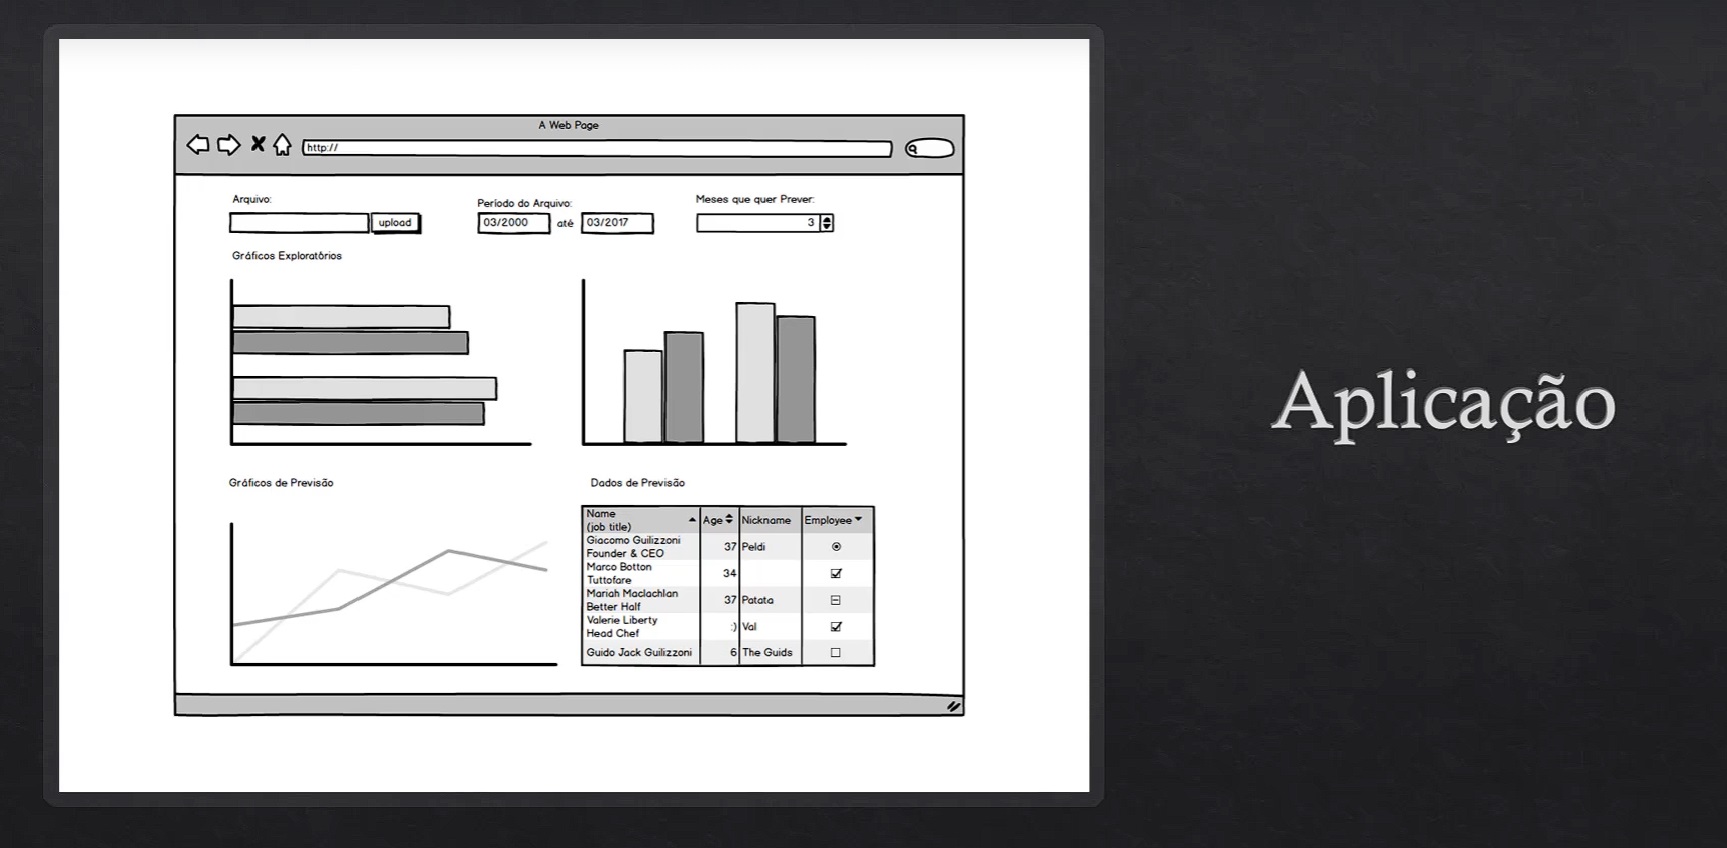 A Web Page
http://
Arquivo:
upload
Período do Arquivo:
03/2000 até 03/2017
Meses que quer Prever:
3
Gráficos Exploratórios
Gráficos de Previsão
Dados de Previsão
Name
(job title)
Age
Nickname
Employee
Giacomo Guilizzoni
Founder & CEO
37
Peldi
Marco Botton
Tuttofare
34
Mariah Maclachlan
Better Half
37
Patata
Valerie Liberty
Head Chef
:)
Val
Guido Jack Guilizzoni
6
The Guids
Aplicação